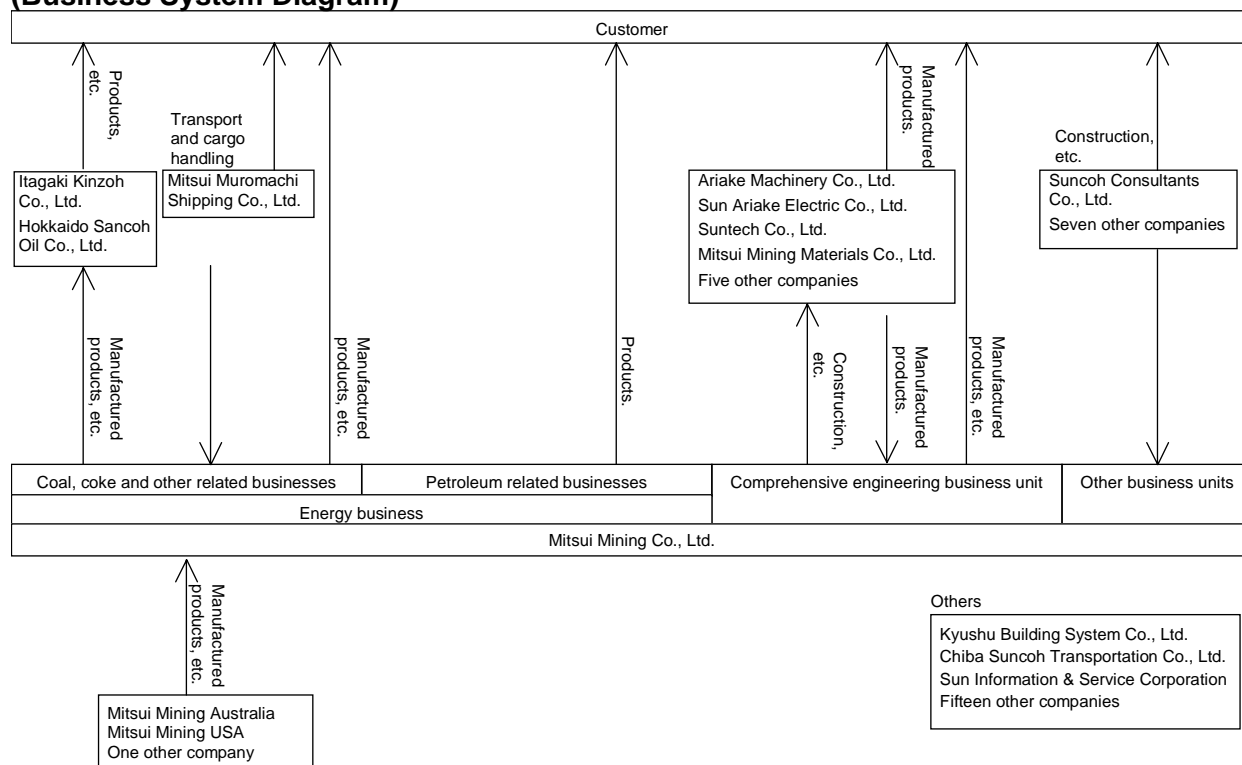 (Business System Diagram)
Customer
Products,
etc.
Transport
and cargo
handling
Manufactured
products.
Construction,
etc.
Itagaki Kinzoh
Co., Ltd.
Hokkaido Sancoh
Oil Co., Ltd.
Mitsui Muromachi
Shipping Co., Ltd.
Ariake Machinery Co., Ltd.
Sun Ariake Electric Co., Ltd.
Suntech Co., Ltd.
Mitsui Mining Materials Co., Ltd.
Five other companies
Suncoh Consultants
Co., Ltd.
Seven other companies
Manufactured
products, etc.
Manufactured
products, etc.
Products.
Construction,
etc.
Manufactured
products.
Manufactured
products, etc.
Coal, coke and other related businesses
Petroleum related businesses
Comprehensive engineering business unit
Other business units
Energy business
Mitsui Mining Co., Ltd.
Manufactured
products, etc.
Mitsui Mining Australia
Mitsui Mining USA
One other company
Others
Kyushu Building System Co., Ltd.
Chiba Suncoh Transportation Co., Ltd.
Sun Information & Service Corporation
Fifteen other companies